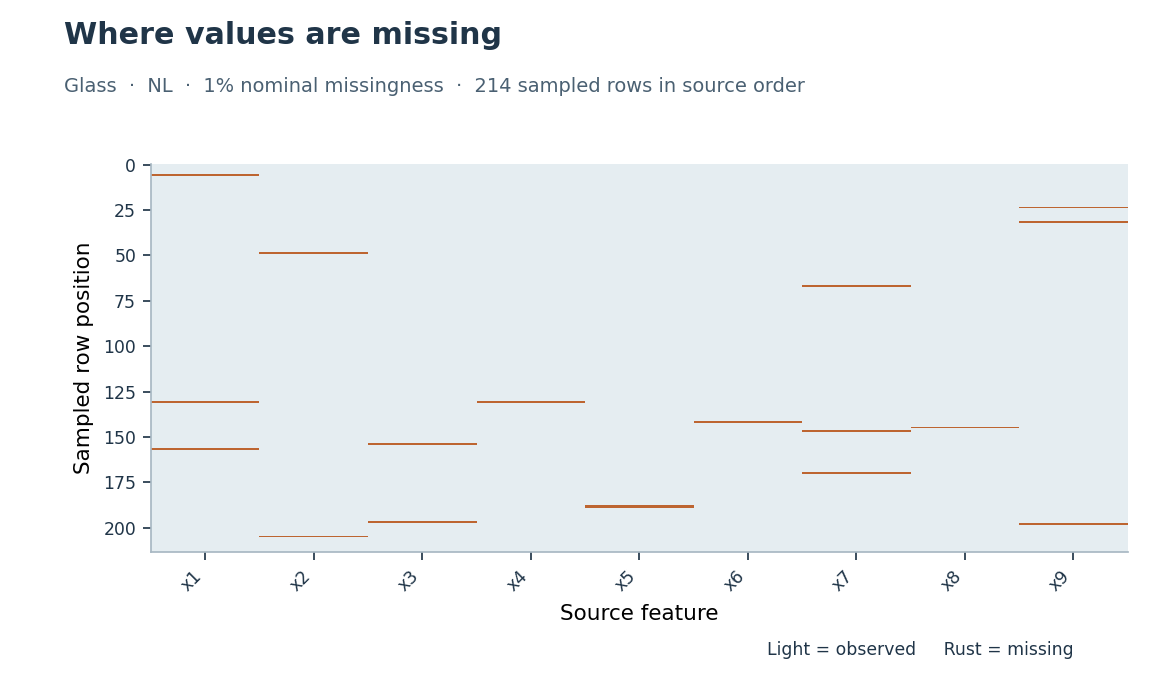 Where values are missing
Glass · NL · 1% nominal missingness · 214 sampled rows in source order
Sampled row position
0
25
50
75
100
125
150
175
200
x1 x2 x3 x4 x5 x6 x7 x8 x9
Source feature
Light = observed Rust = missing